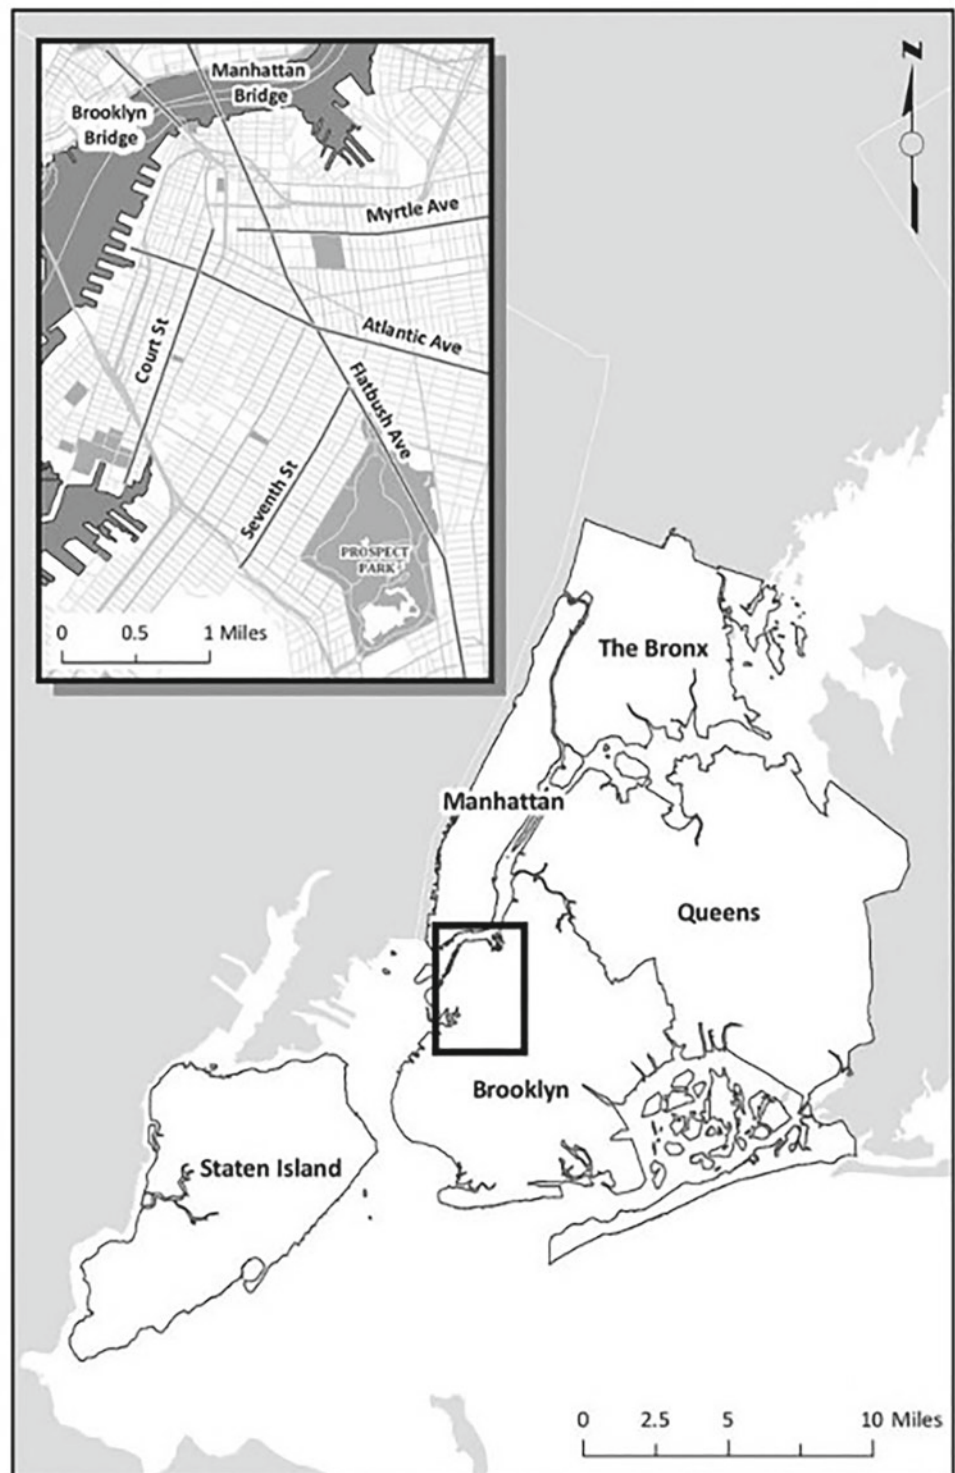 N
Manhattan
Bridge
Brooklyn
Bridge
Myrtle Ave
Atlantic Ave
Court St
Flatbush Ave
Seventh St
PROSPECT
PARK
0 0.5 1 Miles
The Bronx
Manhattan
Queens
Brooklyn
Staten Island
0 2.5 5 10 Miles